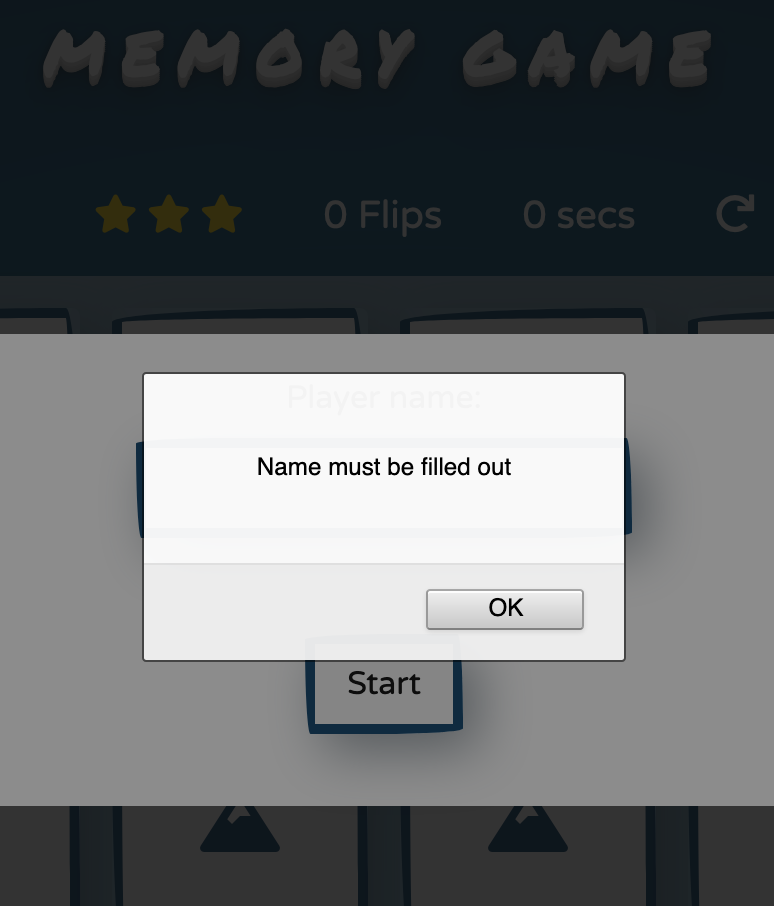 MEMORY GAME
0 Flips 0 secs
Player name:
Name must be filled out
OK
Start